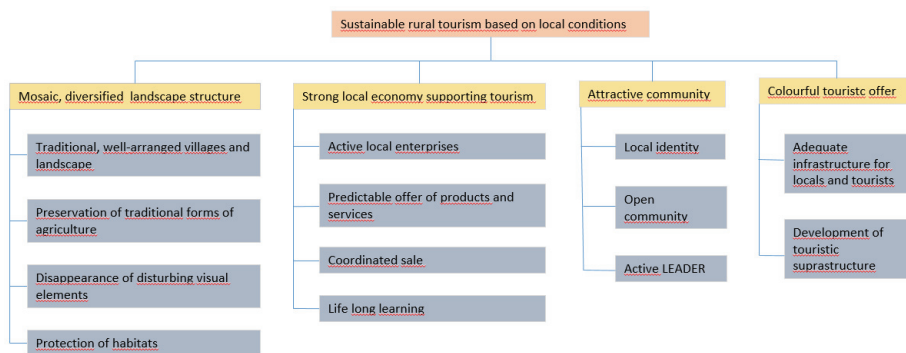 Sustainable rural tourism based on local conditions
Mosaic, diversified landscape structure
Traditional, well-arranged villages and
landscape
Preservation of traditional forms of
agriculture
Disappearance of disturbing visual
elements
Protection of habitats
Strong local economy supporting tourism
Active local enterprises
Predictable offer of products and
services
Coordinated sale
Life long learning
Attractive community
Local identity
Open
community
Active LEADER
Colourful touristc offer
Adequate
infrastructure for
locals and tourists
Development of
touristic
suprastructure